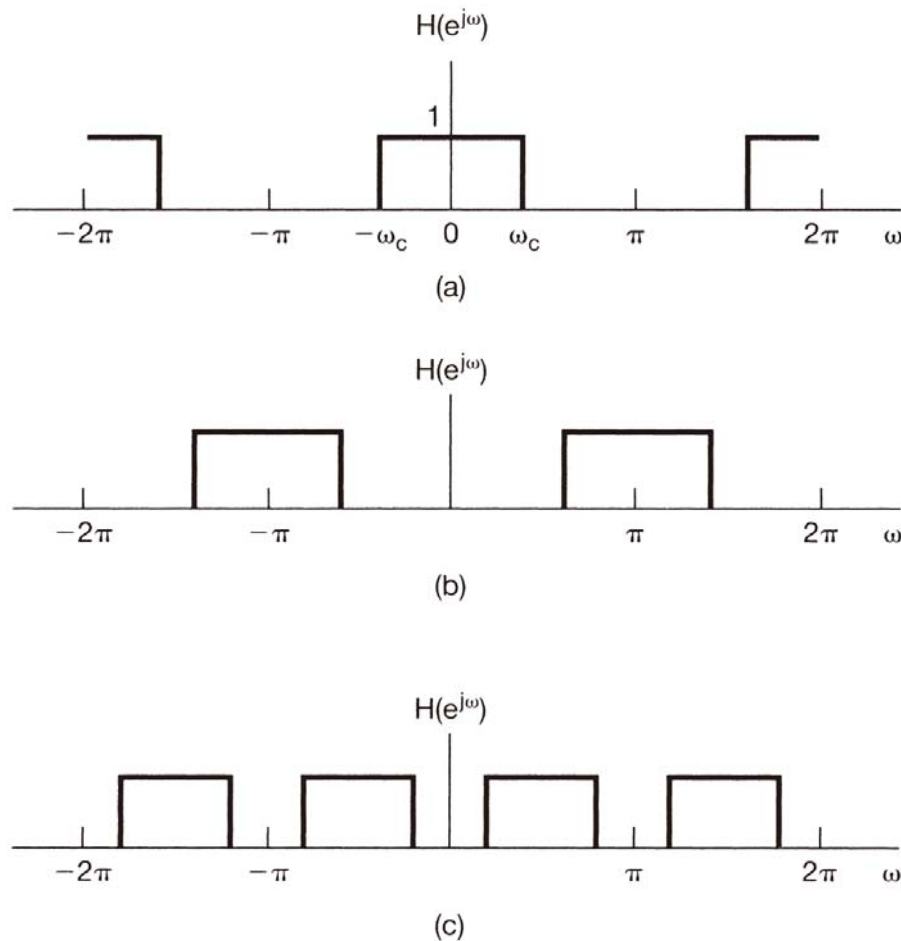 H(e^{jω})
1
−2π −π −ω_c 0 ω_c π 2π ω
(a)
H(e^{jω})
−2π −π π 2π ω
(b)
H(e^{jω})
−2π −π π 2π ω
(c)